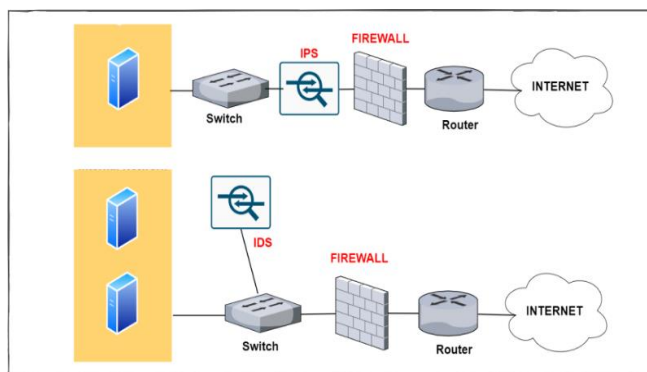 IPS
FIREWALL
INTERNET
Switch
Router
IDS
FIREWALL
INTERNET
Switch
Router